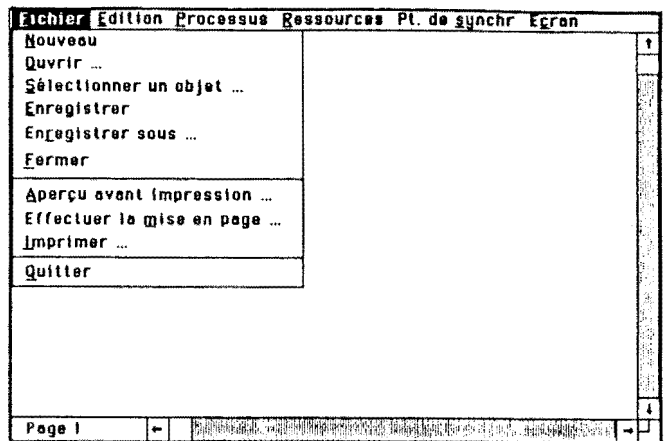 Fichier Edition Processus Ressources Pt. de synchr Ecran
Nouveau
Ouvrir ...
Sélectionner un objet ...
Enregistrer
Enregistrer sous ...
Fermer
Aperçu avant impression ...
Effectuer la mise en page ...
Imprimer ...
Quitter
Page 1